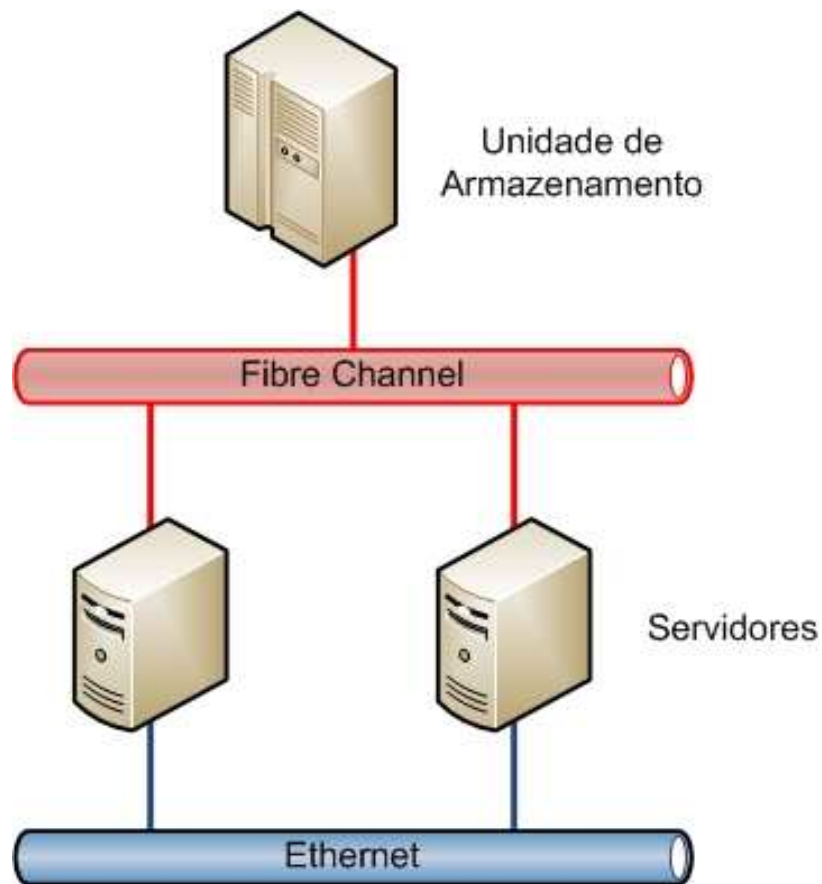 Unidade de
Armazenamento
Fibre Channel
Servidores
Ethernet